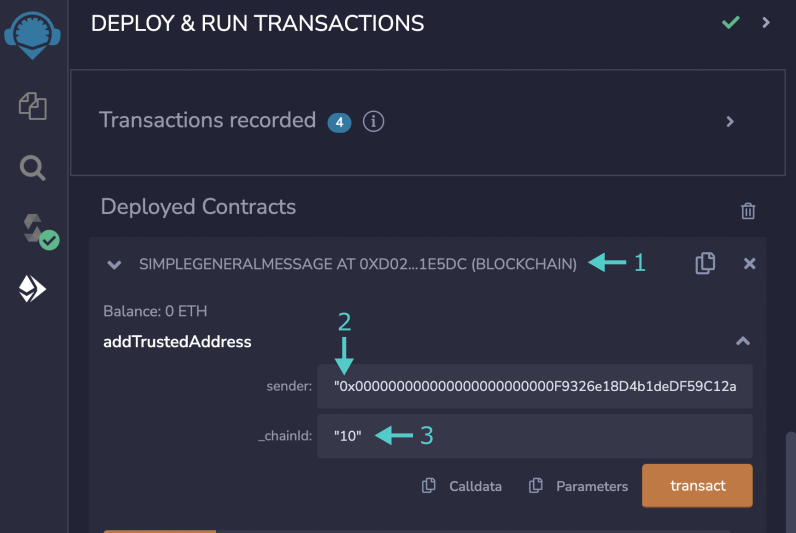 DEPLOY & RUN TRANSACTIONS
Transactions recorded 4 i
Deployed Contracts
SIMPLEGENERALMESSAGE AT 0XD02...1E5DC (BLOCKCHAIN) 1
Balance: 0 ETH
2
addTrustedAddress
sender: "0x000000000000000000000000F9326e18D4b1deDF59C12a
_chainId: "10" 3
Calldata Parameters transact